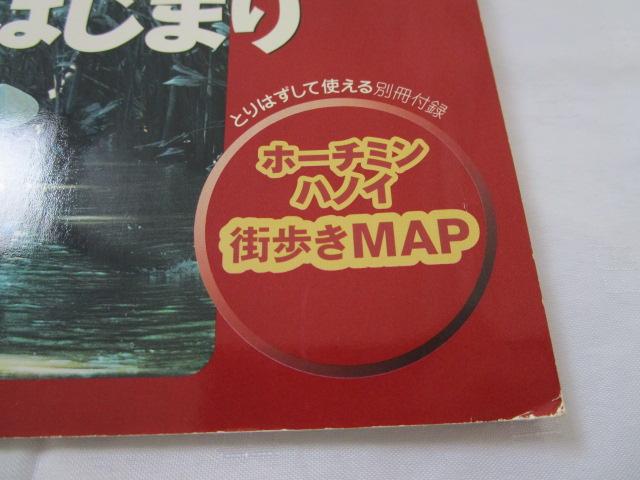 はじまり
とりはずして使える別冊付録
ホーチミン
ハノイ
街歩きMAP